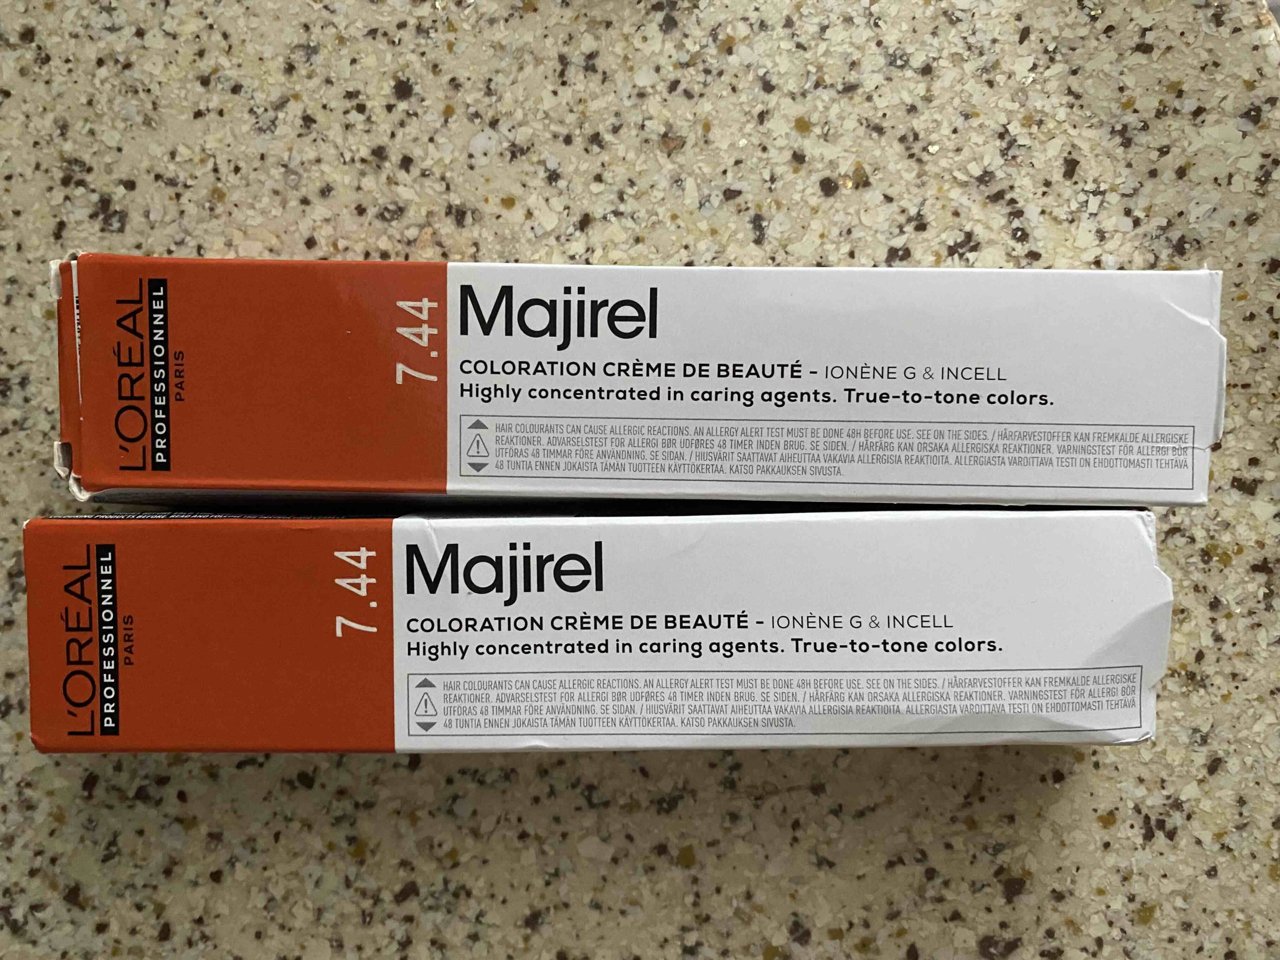 L'ORÉAL
PROFESSIONNEL
PARIS
7.44
Majirel
COLORATION CRÈME DE BEAUTÉ - IONÈNE G & INCELL
Highly concentrated in caring agents. True-to-tone colors.
HAIR COLOURANTS CAN CAUSE ALLERGIC REACTIONS. AN ALLERGY ALERT TEST MUST BE DONE 48H BEFORE USE. SEE ON THE SIDES. / HÅRFARVESTOFFER KAN FREMKALDE ALLERGISKE
REAKTIONER. ADVARSELSTEST FOR ALLERGI BØR UDFØRES 48 TIMER INDEN BRUG. SE SIDEN. / HÅRFÄRG KAN ORSAKA ALLERGISKA REAKTIONER. VARNINGSTEST FÖR ALLERGI BÖR
UTFÖRAS 48 TIMMAR FÖRE ANVÄNDNING. SE SIDAN. / HIUSVÄRIT SAATTAVAT AIHEUTTAA VAKAVIA ALLERGISIA REAKTIOITA. ALLERGIASTA VAROITTAVA TESTI ON EHDOTTOMASTI TEHTÄVÄ
48 TUNTIA ENNEN JOKAISTA TÄMÄN TUOTTEEN KÄYTTÖKERTAA. KATSO PAKKAUKSEN SIVUSTA.
L'ORÉAL
PROFESSIONNEL
PARIS
7.44
Majirel
COLORATION CRÈME DE BEAUTÉ - IONÈNE G & INCELL
Highly concentrated in caring agents. True-to-tone colors.
HAIR COLOURANTS CAN CAUSE ALLERGIC REACTIONS. AN ALLERGY ALERT TEST MUST BE DONE 48H BEFORE USE. SEE ON THE SIDES. / HÅRFARVESTOFFER KAN FREMKALDE ALLERGISKE
REAKTIONER. ADVARSELSTEST FOR ALLERGI BØR UDFØRES 48 TIMER INDEN BRUG. SE SIDEN. / HÅRFÄRG KAN ORSAKA ALLERGISKA REAKTIONER. VARNINGSTEST FÖR ALLERGI BÖR
UTFÖRAS 48 TIMMAR FÖRE ANVÄNDNING. SE SIDAN. / HIUSVÄRIT SAATTAVAT AIHEUTTAA VAKAVIA ALLERGISIA REAKTIOITA. ALLERGIASTA VAROITTAVA TESTI ON EHDOTTOMASTI TEHTÄVÄ
48 TUNTIA ENNEN JOKAISTA TÄMÄN TUOTTEEN KÄYTTÖKERTAA. KATSO PAKKAUKSEN SIVUSTA.